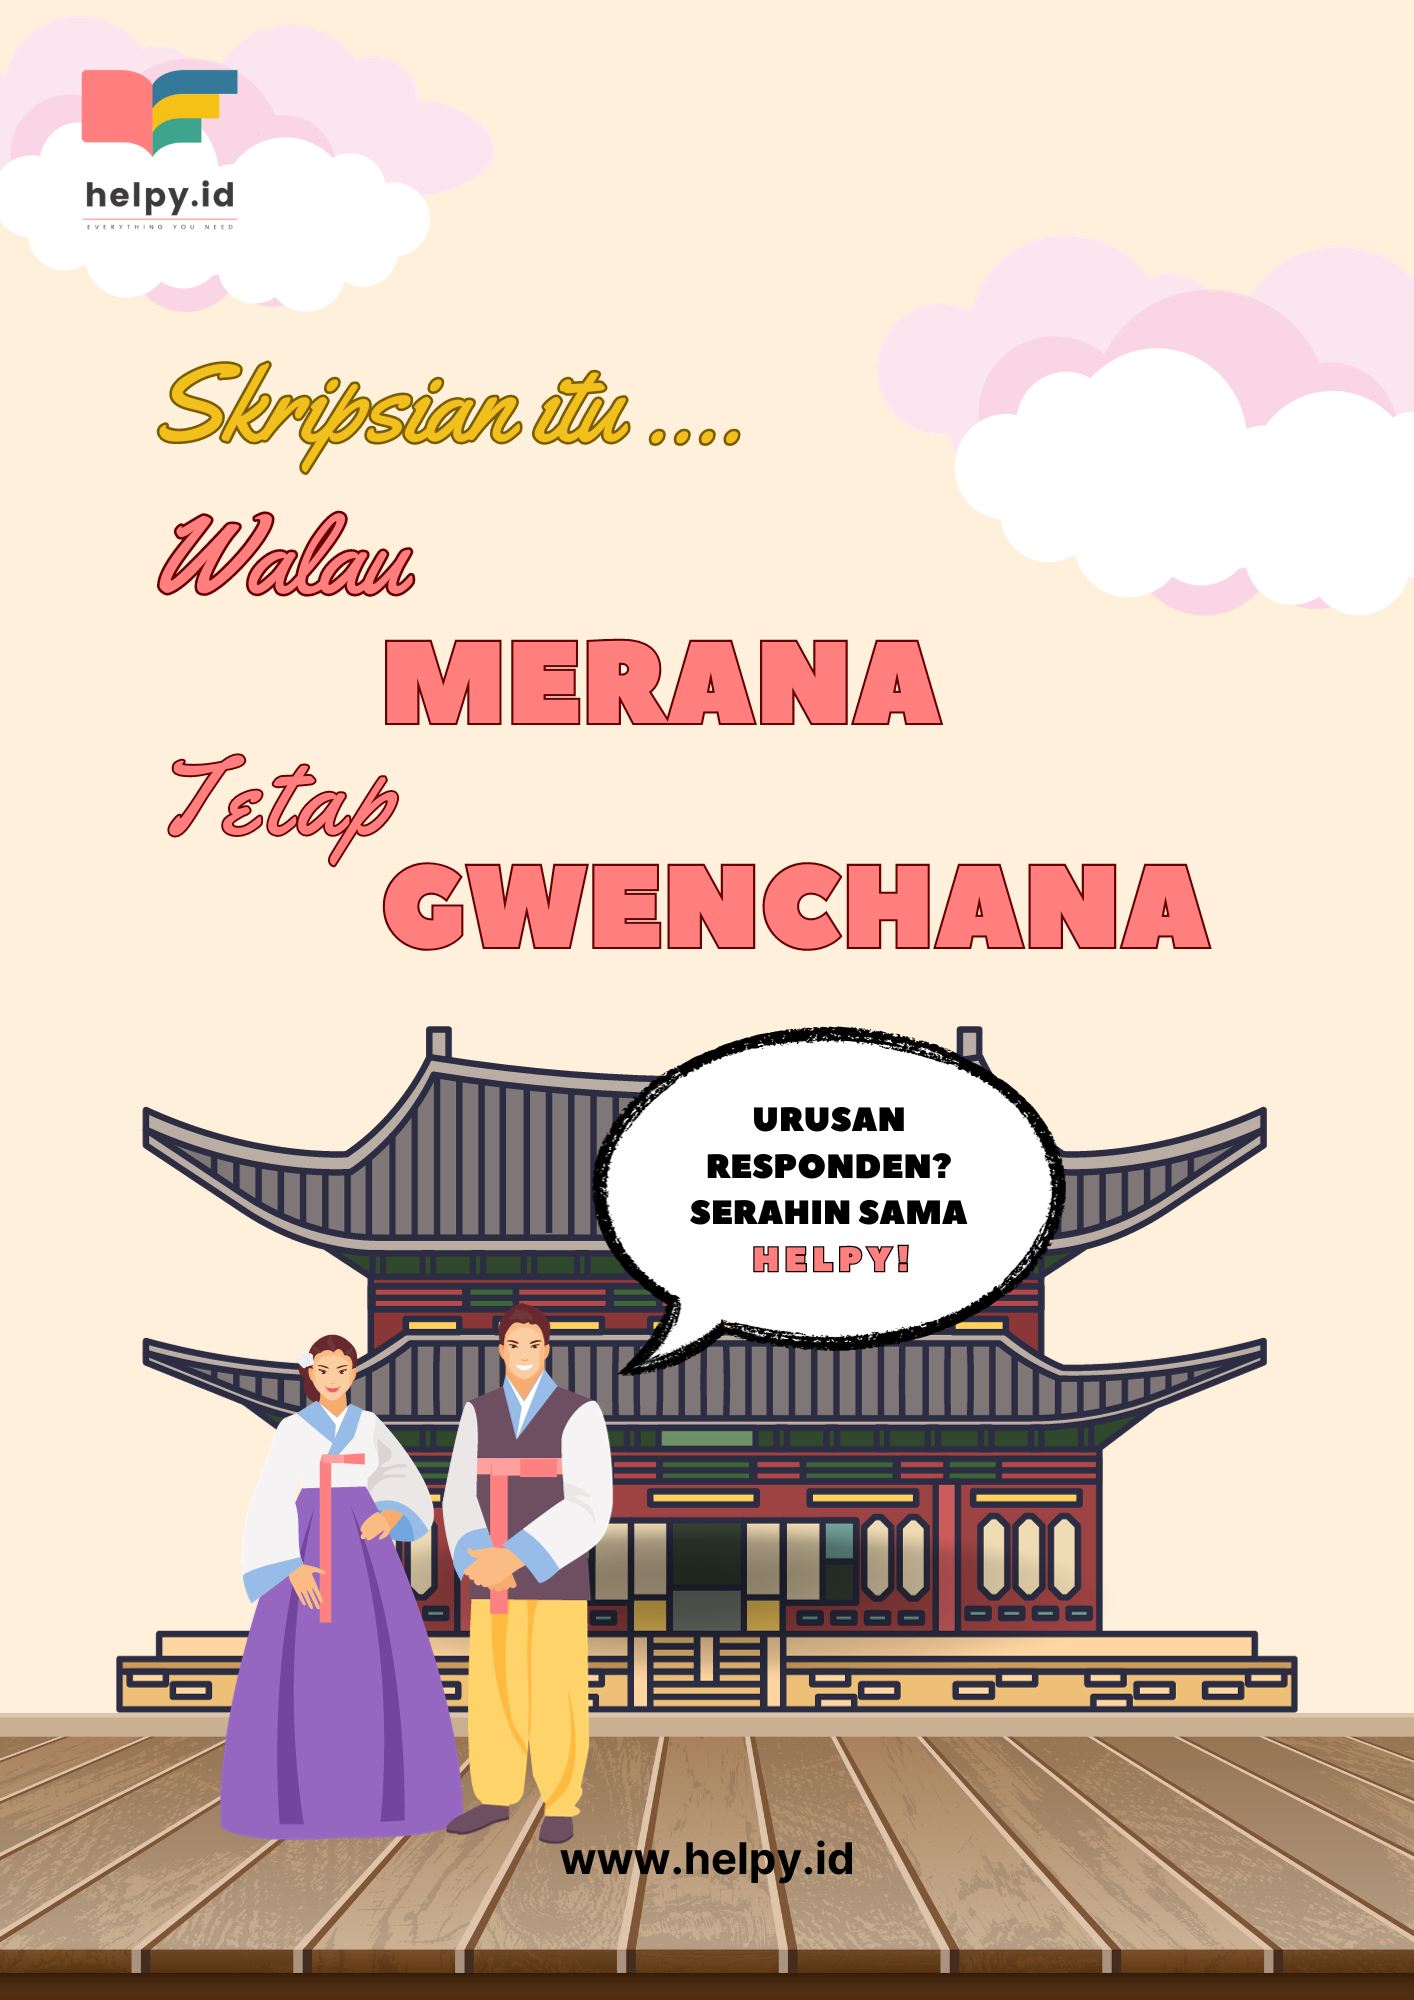 helpy.id
EVERYTHING YOU NEED
Skripsian itu ....
Walau
MERANA
Tetap
GWENCHANA
URUSAN
RESPONDEN?
SERAHIN SAMA
HELPY!
www.helpy.id